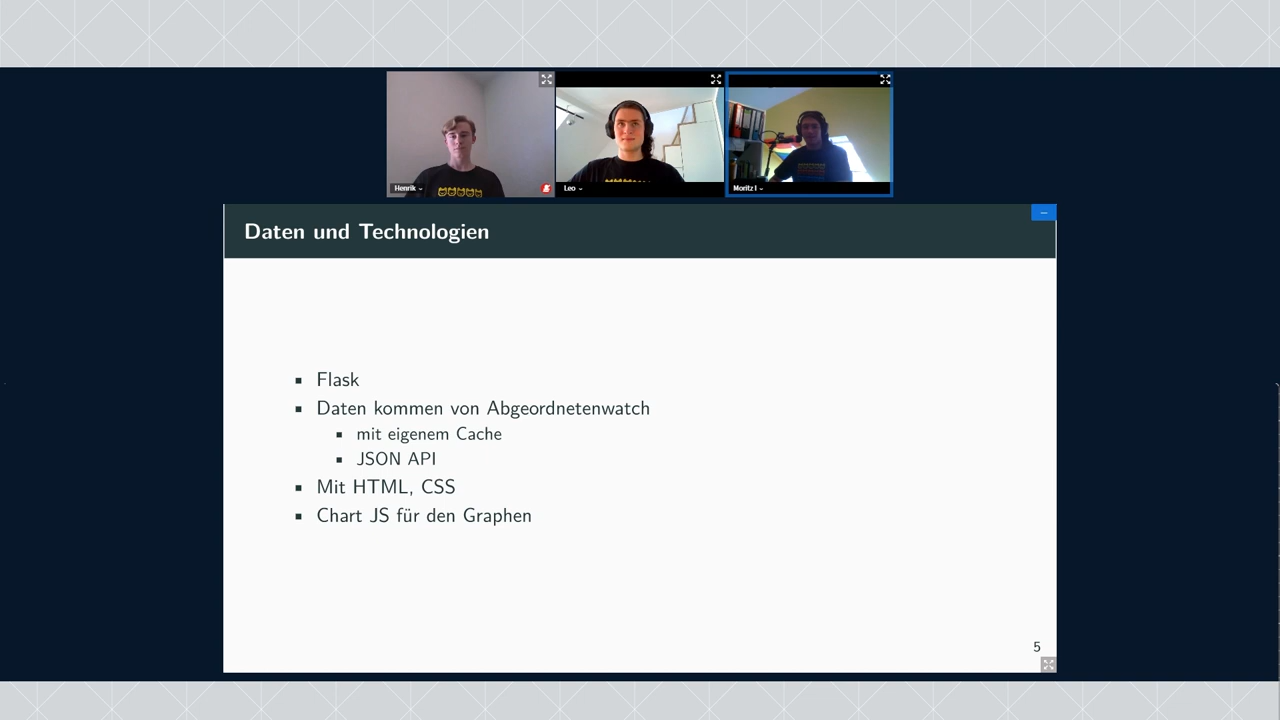 Henrik
Leo
Moritz I
Daten und Technologien
Flask
Daten kommen von Abgeordnetenwatch
mit eigenem Cache
JSON API
Mit HTML, CSS
Chart JS für den Graphen
5